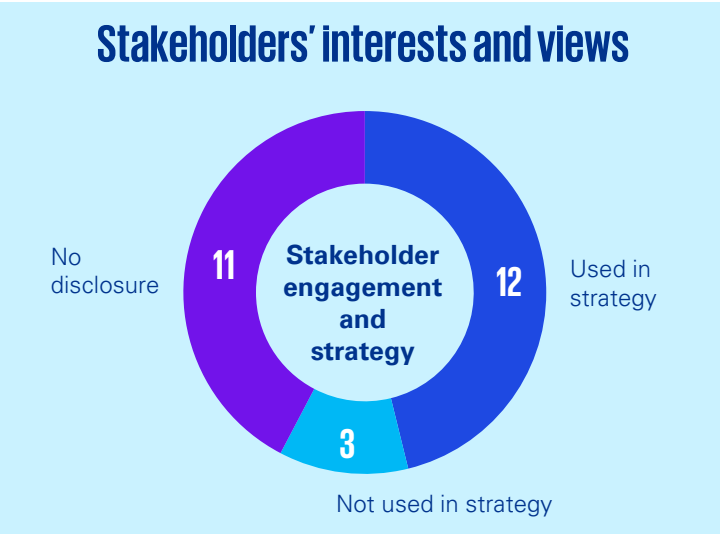 Stakeholders' interests and views
No
disclosure
11
Stakeholder
engagement
and
strategy
12
Used in
strategy
3
Not used in strategy